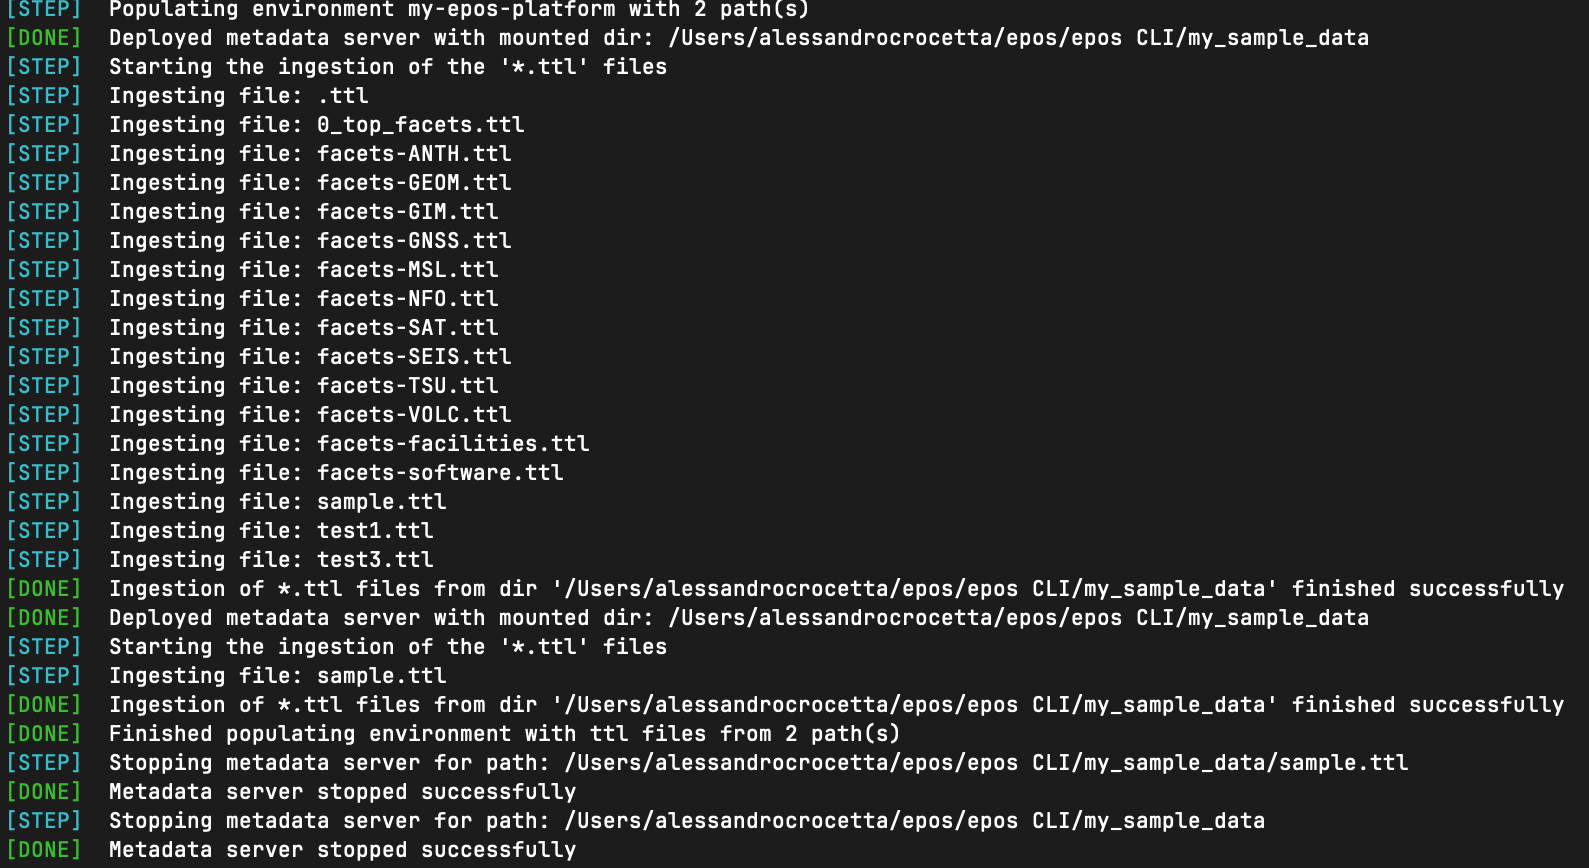 [STEP] Populating environment my-epos-platform with 2 path(s)
[DONE] Deployed metadata server with mounted dir: /Users/alessandrocrocetta/epos/epos CLI/my_sample_data
[STEP] Starting the ingestion of the '*.ttl' files
[STEP] Ingesting file: .ttl
[STEP] Ingesting file: 0_top_facets.ttl
[STEP] Ingesting file: facets-ANTH.ttl
[STEP] Ingesting file: facets-GEOM.ttl
[STEP] Ingesting file: facets-GIM.ttl
[STEP] Ingesting file: facets-GNSS.ttl
[STEP] Ingesting file: facets-MSL.ttl
[STEP] Ingesting file: facets-NFO.ttl
[STEP] Ingesting file: facets-SAT.ttl
[STEP] Ingesting file: facets-SEIS.ttl
[STEP] Ingesting file: facets-TSU.ttl
[STEP] Ingesting file: facets-VOLC.ttl
[STEP] Ingesting file: facets-facilities.ttl
[STEP] Ingesting file: facets-software.ttl
[STEP] Ingesting file: sample.ttl
[STEP] Ingesting file: test1.ttl
[STEP] Ingesting file: test3.ttl
[DONE] Ingestion of *.ttl files from dir '/Users/alessandrocrocetta/epos/epos CLI/my_sample_data' finished successfully
[DONE] Deployed metadata server with mounted dir: /Users/alessandrocrocetta/epos/epos CLI/my_sample_data
[STEP] Starting the ingestion of the '*.ttl' files
[STEP] Ingesting file: sample.ttl
[DONE] Ingestion of *.ttl files from dir '/Users/alessandrocrocetta/epos/epos CLI/my_sample_data' finished successfully
[DONE] Finished populating environment with ttl files from 2 path(s)
[STEP] Stopping metadata server for path: /Users/alessandrocrocetta/epos/epos CLI/my_sample_data/sample.ttl
[DONE] Metadata server stopped successfully
[STEP] Stopping metadata server for path: /Users/alessandrocrocetta/epos/epos CLI/my_sample_data
[DONE] Metadata server stopped successfully